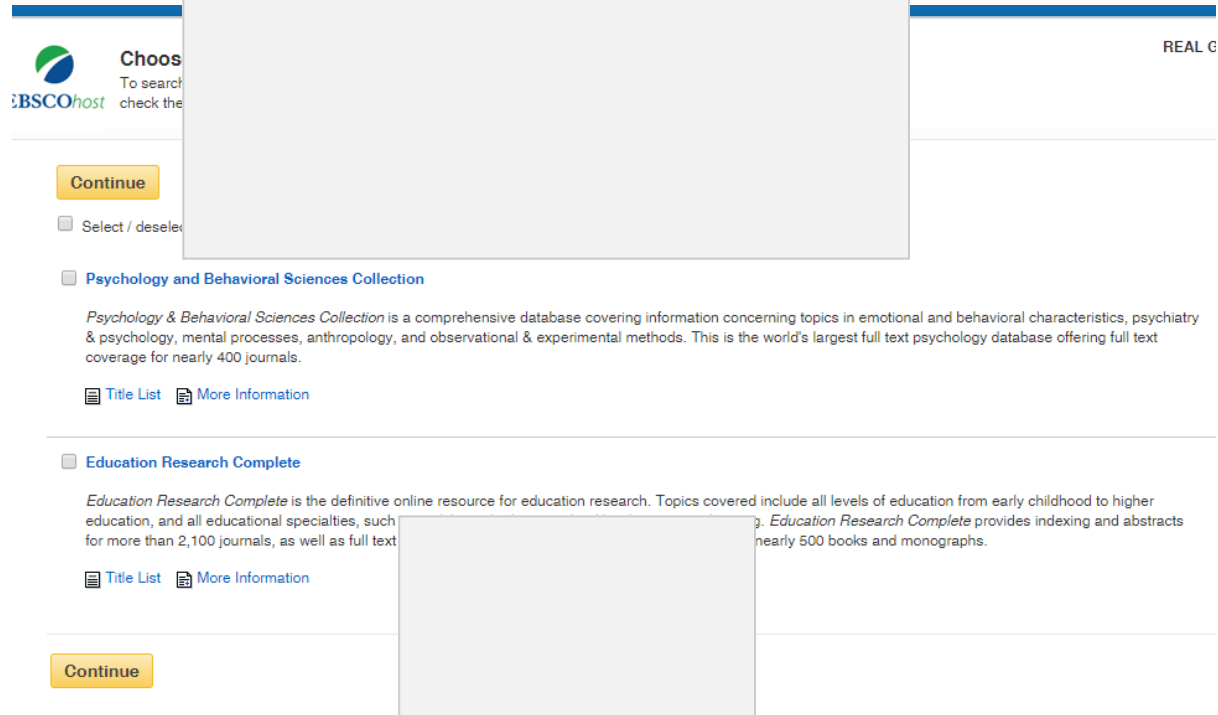 REAL
Choos
To search
EBSCOhost check the
Continue
Select / deselec
Psychology and Behavioral Sciences Collection
Psychology & Behavioral Sciences Collection is a comprehensive database covering information concerning topics in emotional and behavioral characteristics, psychiatry
& psychology, mental processes, anthropology, and observational & experimental methods. This is the world's largest full text psychology database offering full text
coverage for nearly 400 journals.
Title List More Information
Education Research Complete
Education Research Complete is the definitive online resource for education research. Topics covered include all levels of education from early childhood to higher
education, and all educational specialties, such
Education Research Complete provides indexing and abstracts
for more than 2,100 journals, as well as full text
nearly 500 books and monographs.
Title List More Information
Continue